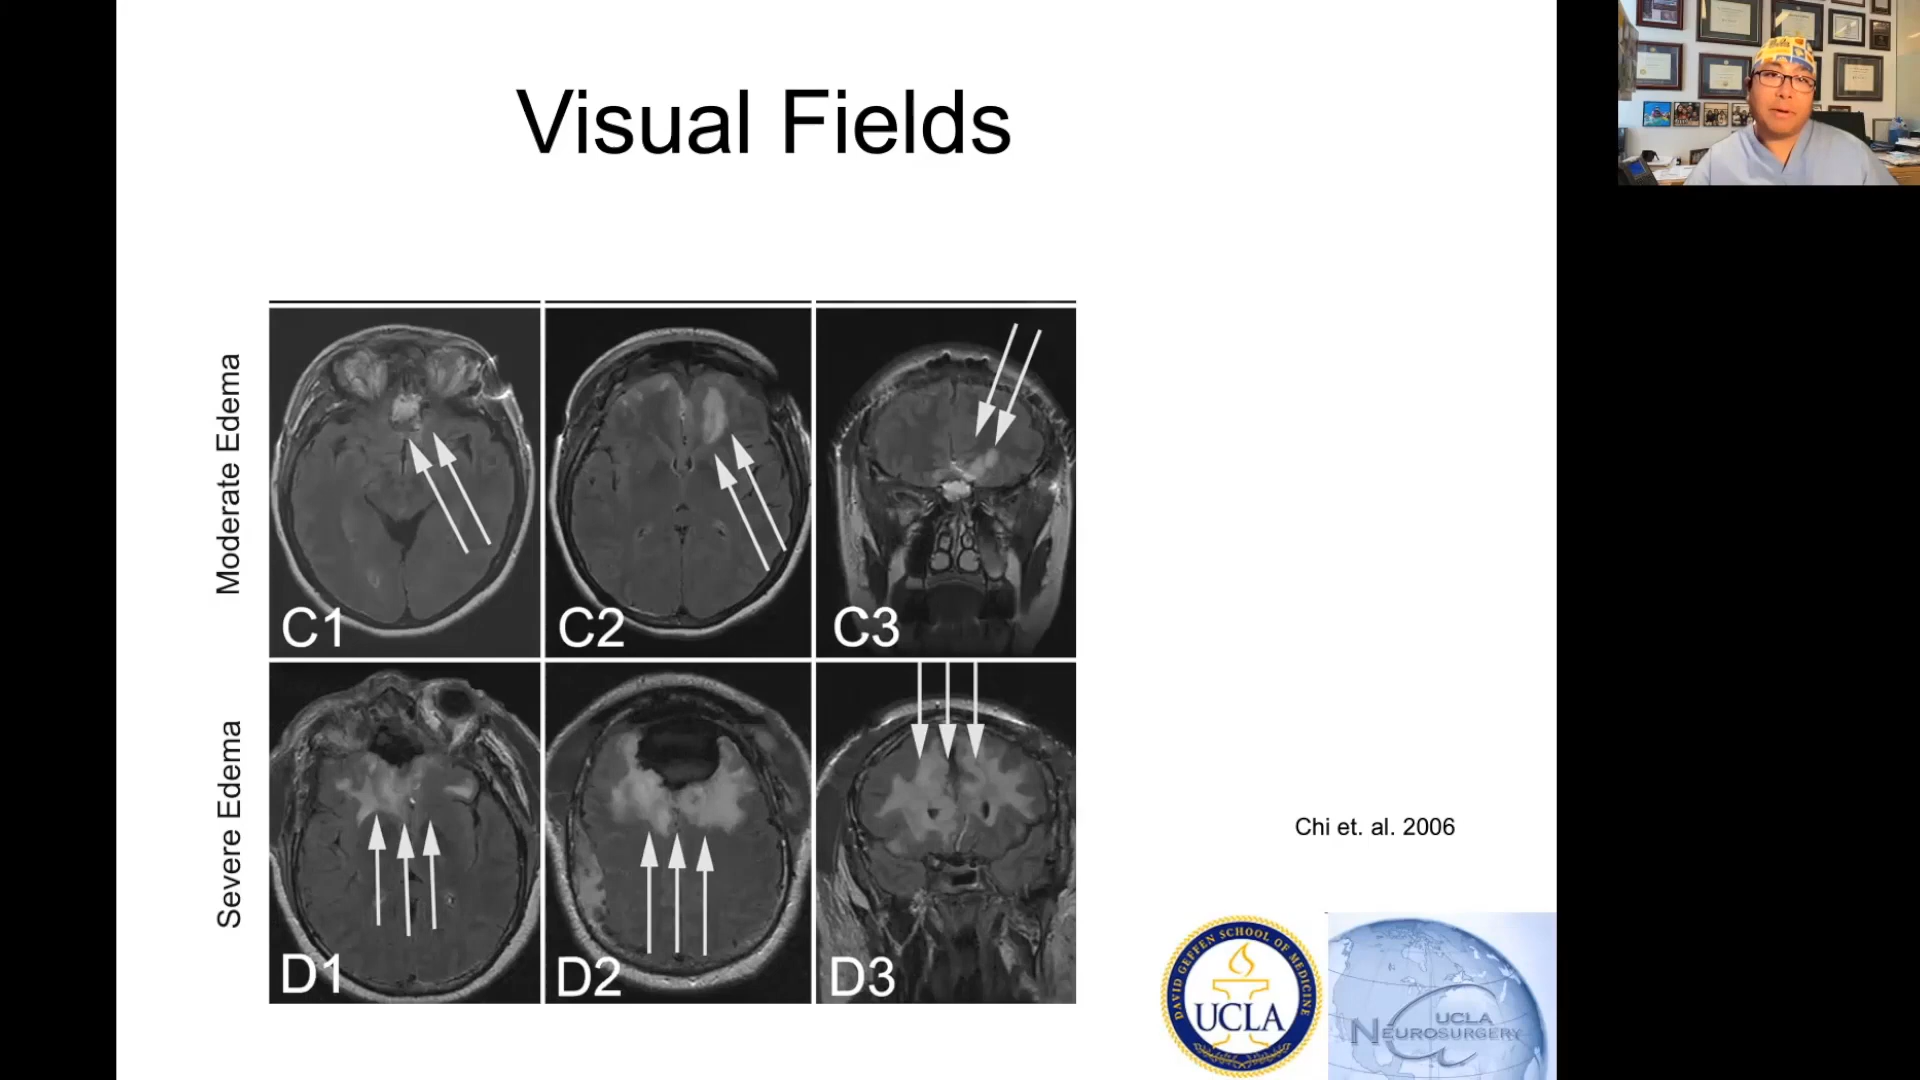 Visual Fields
Moderate Edema
C1
C2
C3
Severe Edema
D1
D2
D3
Chi et. al. 2006
DAVID GEFFEN SCHOOL OF MEDICINE
UCLA
UCLA
NEUROSURGERY